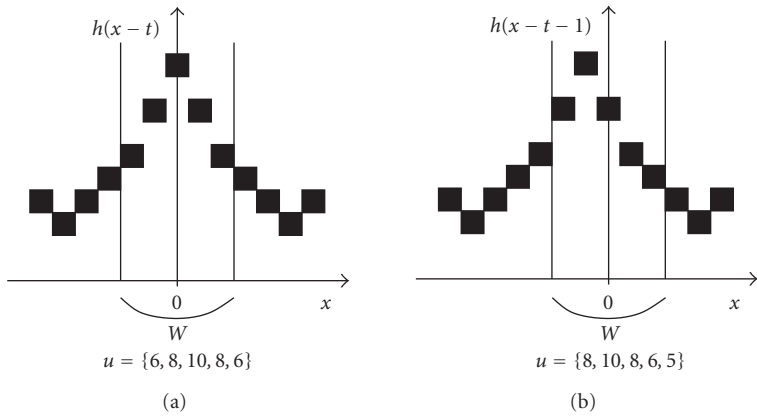 h(x − t)
h(x − t − 1)
0
x
W
u = {6, 8, 10, 8, 6}
(a)
0
x
W
u = {8, 10, 8, 6, 5}
(b)